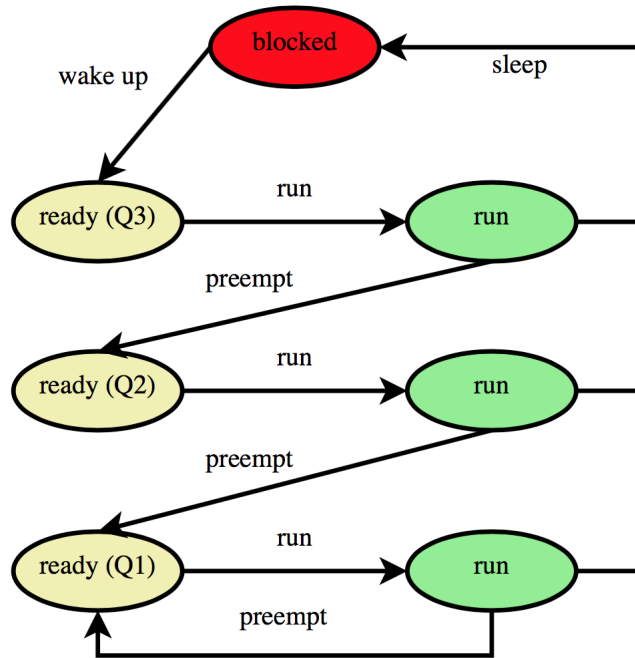 blocked
sleep
wake up
run
ready (Q3)
run
preempt
run
ready (Q2)
run
preempt
run
ready (Q1)
run
preempt